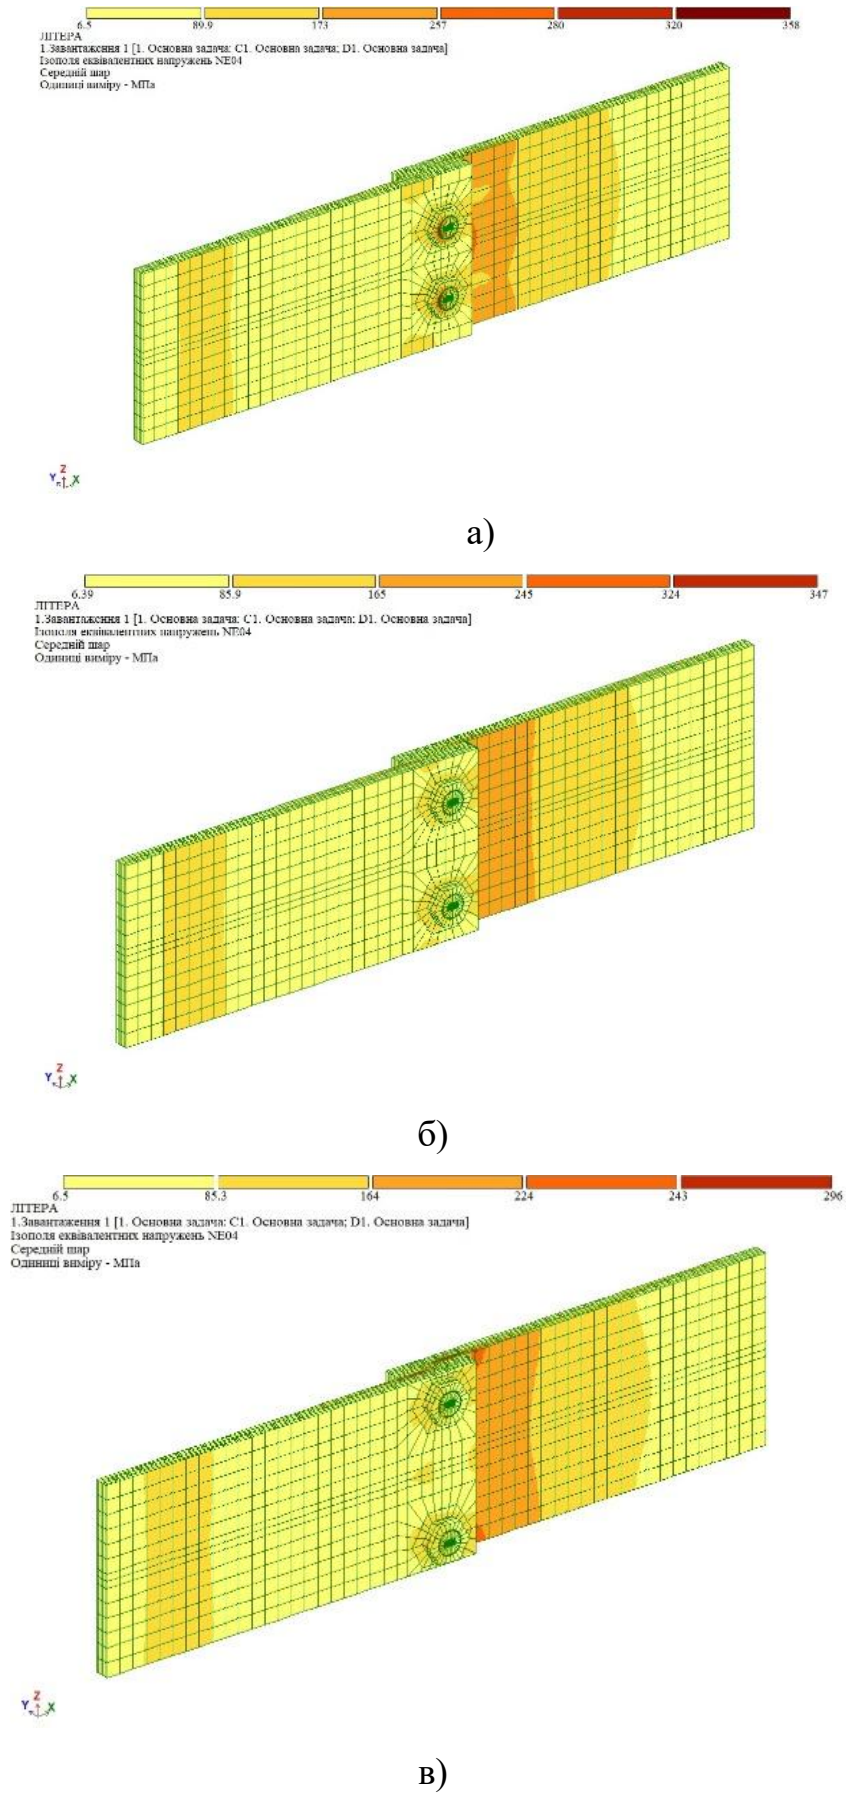 6.5 89.9 173 257 280 320 358
ЛІТЕРА
1.Завантаження 1 [1. Основна задача: C1. Основна задача; D1. Основна задача]
Ізополя еквівалентних напружень NE04
Середній шар
Одиниці виміру - МПа
Z
Y X
а)
6.39 85.9 165 245 324 347
ЛІТЕРА
1.Завантаження 1 [1. Основна задача: C1. Основна задача: D1. Основна задача]
Ізополя еквівалентних напружень NE04
Середній шар
Одиниці виміру - МПа
Z
Y X
б)
6.5 85.3 164 224 243 296
ЛІТЕРА
1.Завантаження 1 [1. Основна задача: C1. Основна задача; D1. Основна задача]
Ізополя еквівалентних напружень NE04
Середній шар
Одиниці виміру - МПа
Z
Y X
в)